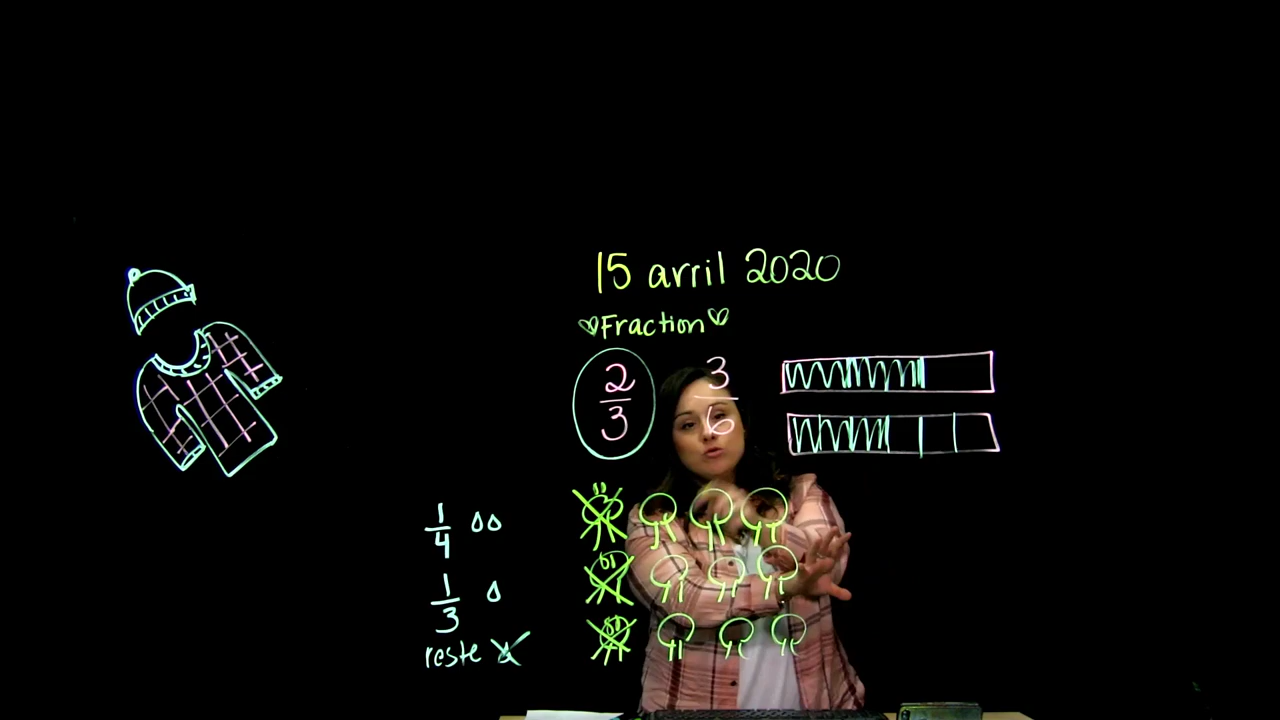 15 avril 2020
Fraction
2/3 3/6
1/4
1/3
reste